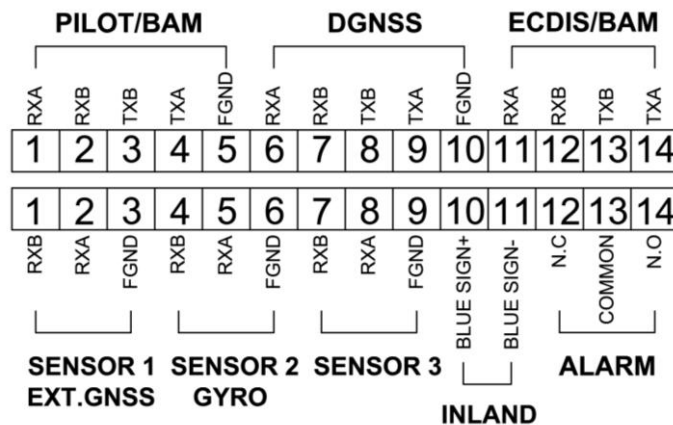 PILOT/BAM DGNSS ECDIS/BAM
RXA RXB TXB TXA FGND RXA RXB TXB TXA FGND RXA RXB TXB TXA
1 2 3 4 5 6 7 8 9 10 11 12 13 14
1 2 3 4 5 6 7 8 9 10 11 12 13 14
RXB RXA FGND RXB RXA FGND RXB RXA FGND BLUE SIGN+ BLUE SIGN- N.C COMMON N.O
SENSOR 1 SENSOR 2 SENSOR 3 ALARM
EXT.GNSS GYRO
INLAND